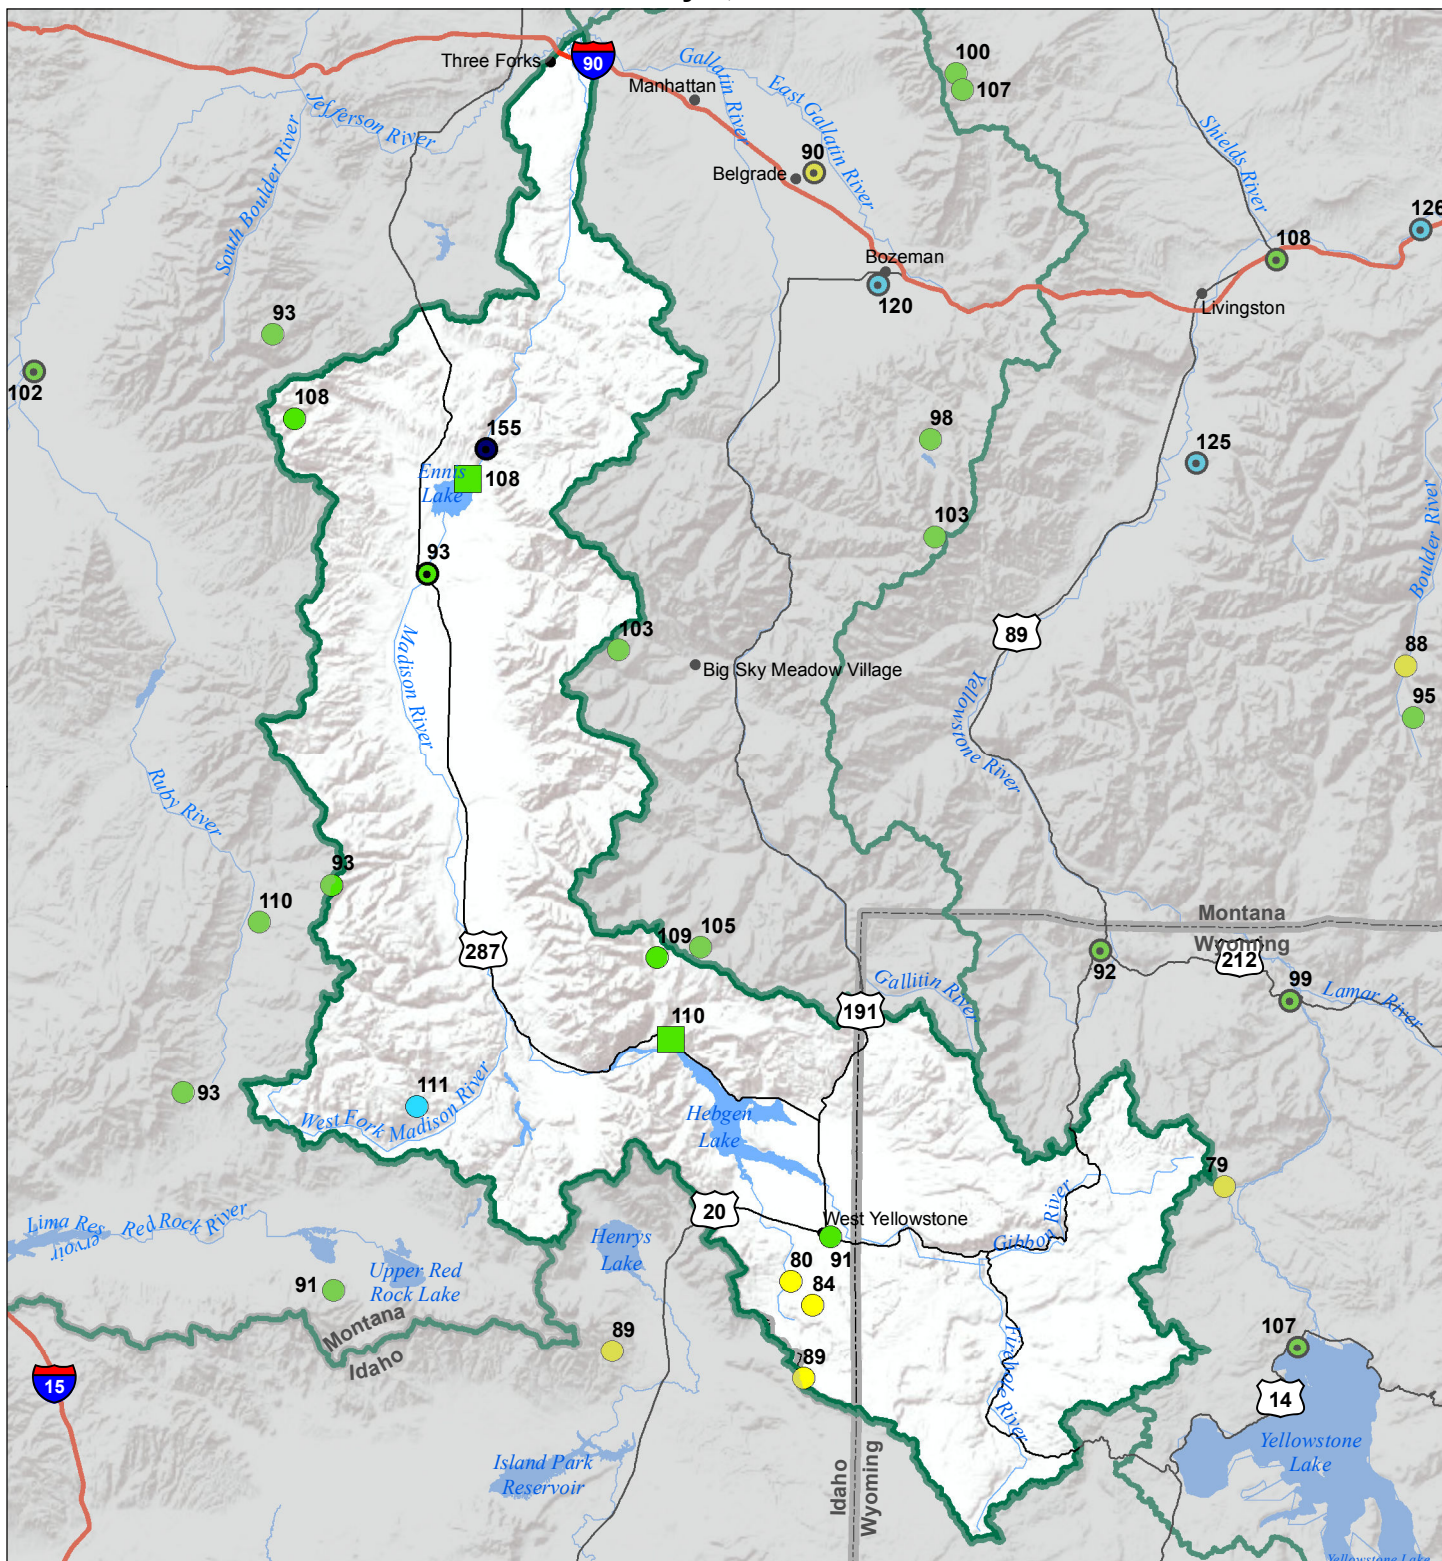 Three Forks
90
Manhattan
Gallatin River
East Gallatin River
100
107
Jefferson River
South Boulder River
Shields River
90
Belgrade
126
108
Bozeman
120
Livingston
93
102
108
155
Ennis
Lake
108
98
125
Boulder River
103
93
103
89
Big Sky Meadow Village
88
95
Madison River
Yellowstone River
Ruby River
93
110
Montana
Wyoming
287
109
105
92
212
Gallitin River
99
Lamar River
191
110
93
111
West Fork Madison River
Hebgen
Lake
79
20
West Yellowstone
Gibbon River
Lima Res
ervoir
Red Rock River
Henrys
Lake
91
80
84
Upper Red
Rock Lake
91
Montana
Idaho
89
89
Firehole River
107
15
14
Yellowstone
Lake
Island Park
Reservoir
Idaho
Wyoming
Yellowstone Lake